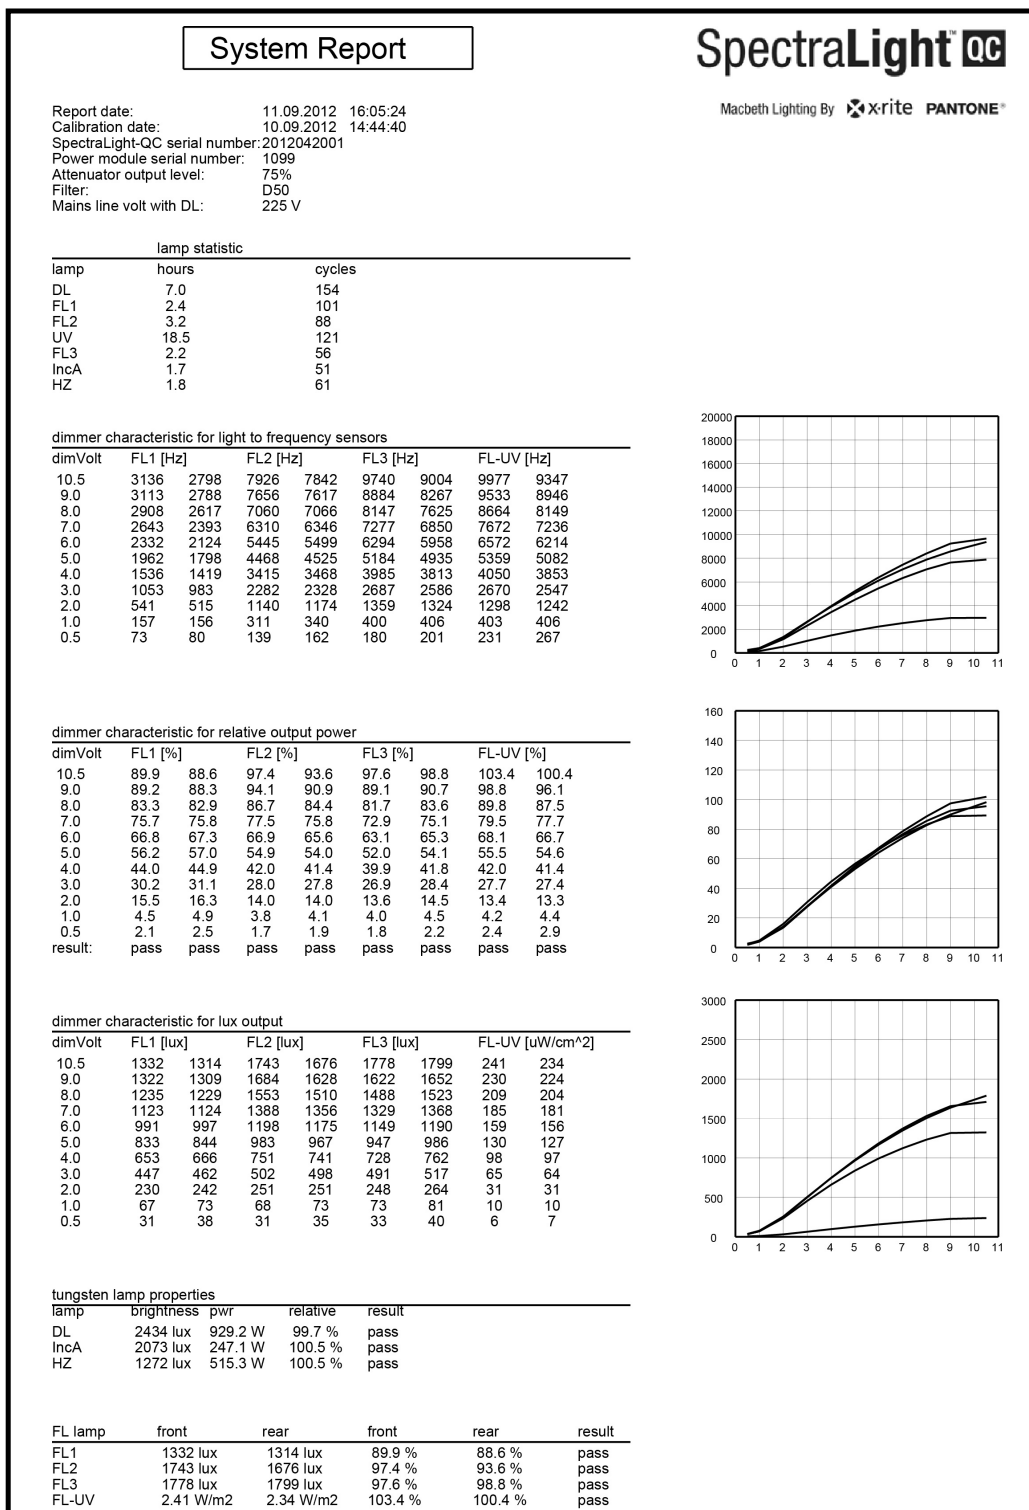 System Report
SpectraLight™ QC
Macbeth Lighting By x-rite PANTONE®
Report date: 11.09.2012 16:05:24
Calibration date: 10.09.2012 14:44:40
SpectraLight-QC serial number: 2012042001
Power module serial number: 1099
Attenuator output level: 75%
Filter: D50
Mains line volt with DL: 225 V
lamp statistic
lamp hours cycles
DL 7.0 154
FL1 2.4 101
FL2 3.2 88
UV 18.5 121
FL3 2.2 56
IncA 1.7 51
HZ 1.8 61
dimmer characteristic for light to frequency sensors
dimVolt FL1 [Hz] FL2 [Hz] FL3 [Hz] FL-UV [Hz]
10.5 3136 2798 7926 7842 9740 9004 9977 9347
9.0 3113 2788 7656 7617 8884 8267 9533 8946
8.0 2908 2617 7060 7066 8147 7625 8664 8149
7.0 2643 2393 6310 6346 7277 6850 7672 7236
6.0 2332 2124 5445 5499 6294 5958 6572 6214
5.0 1962 1798 4468 4525 5184 4935 5359 5082
4.0 1536 1419 3415 3468 3985 3813 4050 3853
3.0 1053 983 2282 2328 2687 2586 2670 2547
2.0 541 515 1140 1174 1359 1324 1298 1242
1.0 157 156 311 340 400 406 403 406
0.5 73 80 139 162 180 201 231 267
20000
18000
16000
14000
12000
10000
8000
6000
4000
2000
0
0 1 2 3 4 5 6 7 8 9 10 11
dimmer characteristic for relative output power
dimVolt FL1 [%] FL2 [%] FL3 [%] FL-UV [%]
10.5 89.9 88.6 97.4 93.6 97.6 98.8 103.4 100.4
9.0 89.2 88.3 94.1 90.9 89.1 90.7 98.8 96.1
8.0 83.3 82.9 86.7 84.4 81.7 83.6 89.8 87.5
7.0 75.7 75.8 77.5 75.8 72.9 75.1 79.5 77.7
6.0 66.8 67.3 66.9 65.6 63.1 65.3 68.1 66.7
5.0 56.2 57.0 54.9 54.0 52.0 54.1 55.5 54.6
4.0 44.0 44.9 42.0 41.4 39.9 41.8 42.0 41.4
3.0 30.2 31.1 28.0 27.8 26.9 28.4 27.7 27.4
2.0 15.5 16.3 14.0 14.0 13.6 14.5 13.4 13.3
1.0 4.5 4.9 3.8 4.1 4.0 4.5 4.2 4.4
0.5 2.1 2.5 1.7 1.9 1.8 2.2 2.4 2.9
result: pass pass pass pass pass pass pass pass
160
140
120
100
80
60
40
20
0
0 1 2 3 4 5 6 7 8 9 10 11
dimmer characteristic for lux output
dimVolt FL1 [lux] FL2 [lux] FL3 [lux] FL-UV [uW/cm^2]
10.5 1332 1314 1743 1676 1778 1799 241 234
9.0 1322 1309 1684 1628 1622 1652 230 224
8.0 1235 1229 1553 1510 1488 1523 209 204
7.0 1123 1124 1388 1356 1329 1368 185 181
6.0 991 997 1198 1175 1149 1190 159 156
5.0 833 844 983 967 947 986 130 127
4.0 653 666 751 741 728 762 98 97
3.0 447 462 502 498 491 517 65 64
2.0 230 242 251 251 248 264 31 31
1.0 67 73 68 73 73 81 10 10
0.5 31 38 31 35 33 40 6 7
3000
2500
2000
1500
1000
500
0
0 1 2 3 4 5 6 7 8 9 10 11
tungsten lamp properties
lamp brightness pwr relative result
DL 2434 lux 929.2 W 99.7 % pass
IncA 2073 lux 247.1 W 100.5 % pass
HZ 1272 lux 515.3 W 100.5 % pass
FL lamp front rear front rear result
FL1 1332 lux 1314 lux 89.9 % 88.6 % pass
FL2 1743 lux 1676 lux 97.4 % 93.6 % pass
FL3 1778 lux 1799 lux 97.6 % 98.8 % pass
FL-UV 2.41 W/m2 2.34 W/m2 103.4 % 100.4 % pass